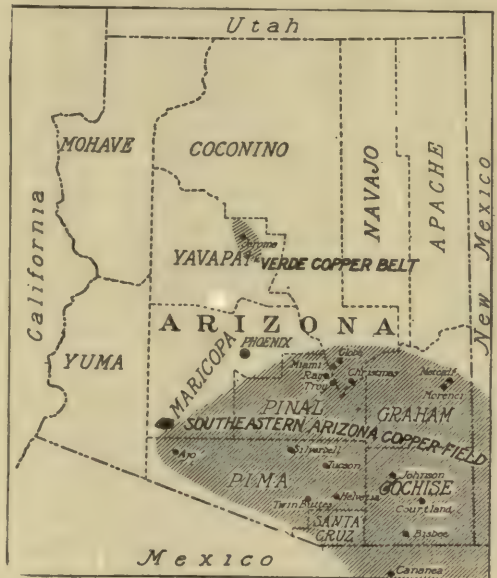 Utah
MOHAVE
COCONINO
NAVAJO
APACHE
California
New Mexico
Jerome
YAVAPAI
VERDE COPPER BELT
ARIZONA
PHOENIX
MARICOPA
YUMA
Globe
Miami
Ray
Christmas
Troy
Metcalf
Morenci
PINAL
GRAHAM
SOUTHEASTERN ARIZONA COPPER-FIELD
Ajo
Silverbell
Tucson
Johnson
PIMA
COCHISE
Twin Buttes
Helvetia
Courtland
SANTA
CRUZ
Bisbee
Mexico
Cananea